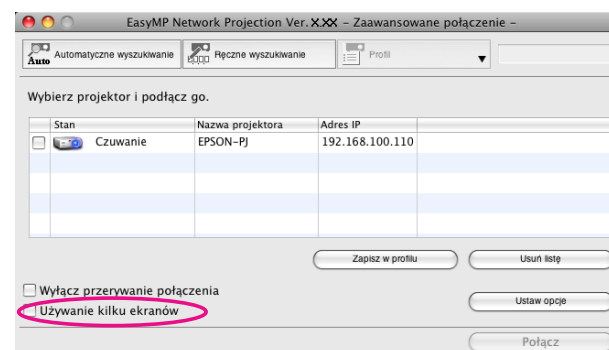 EasyMP Network Projection Ver. X.XX – Zaawansowane połączenie –
Auto Automatyczne wyszukiwanie Ręczne wyszukiwanie Profil
Wybierz projektor i podłącz go.
Stan Nazwa projektora Adres IP
Czuwanie EPSON-PJ 192.168.100.110
Zapisz w profilu Usuń listę
Wyłącz przerywanie połączenia
Używanie kilku ekranów
Ustaw opcje
Połącz